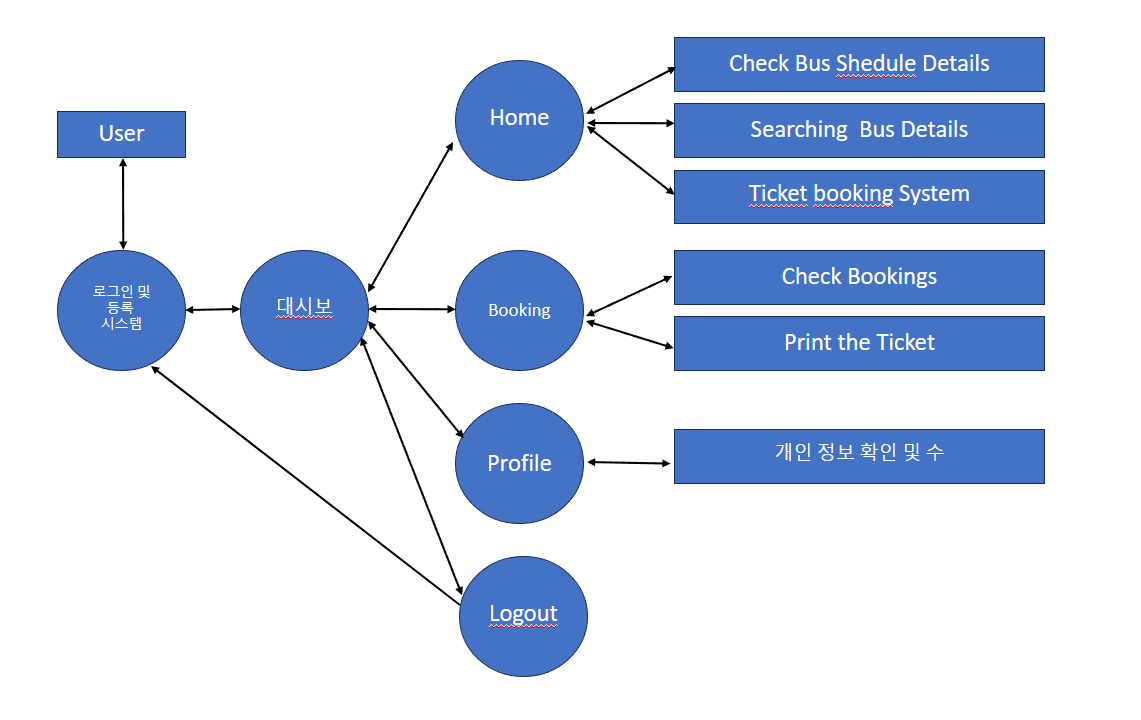 User
로그인 및
등록
시스템
대시보
Home
Check Bus Shedule Details
Searching  Bus Details
Ticket booking System
Booking
Check Bookings
Print the Ticket
Profile
개인 정보 확인 및 수
Logout